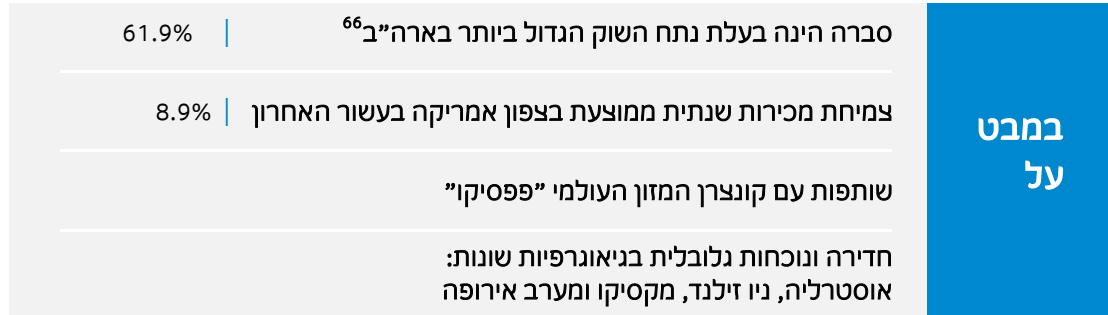 במבט
על
סברה הינה בעלת נתח השוק הגדול ביותר בארה"ב66 | 61.9%
צמיחת מכירות שנתית ממוצעת בצפון אמריקה בעשור האחרון | 8.9%
שותפות עם קונצרן המזון העולמי "פפסיקו"
חדירה ונוכחות גלובלית בגיאוגרפיות שונות:
אוסטרליה, ניו זילנד, מקסיקו ומערב אירופה